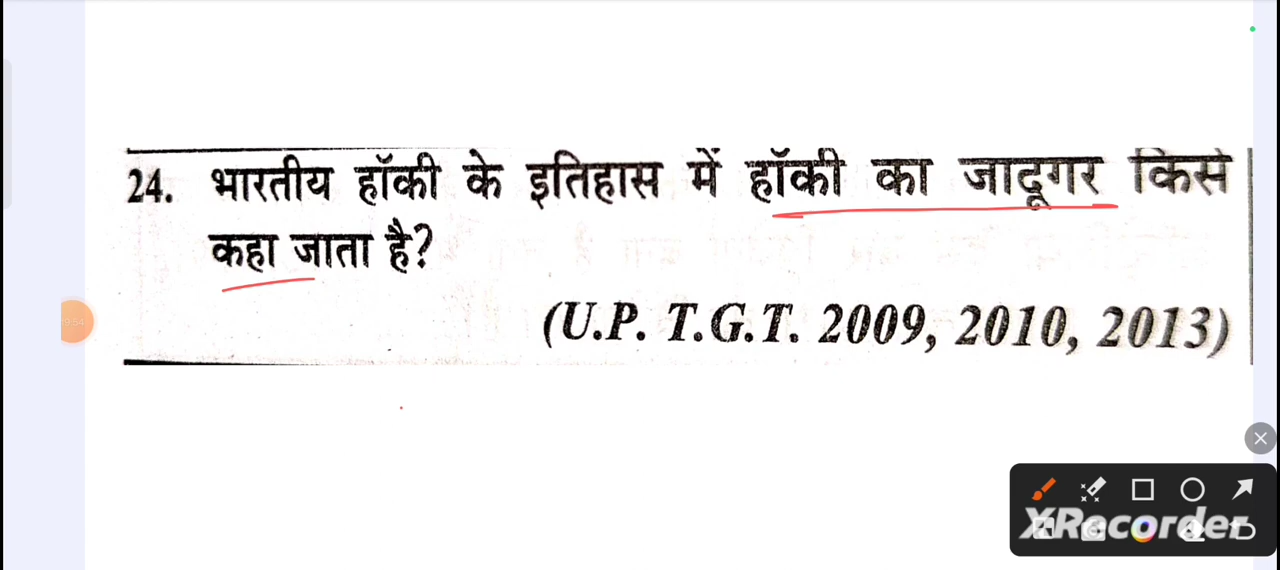 24. भारतीय हॉकी के इतिहास में हॉकी का जादूगर किसे
कहा जाता है?
(U.P. T.G.T. 2009, 2010, 2013)
XRecorder